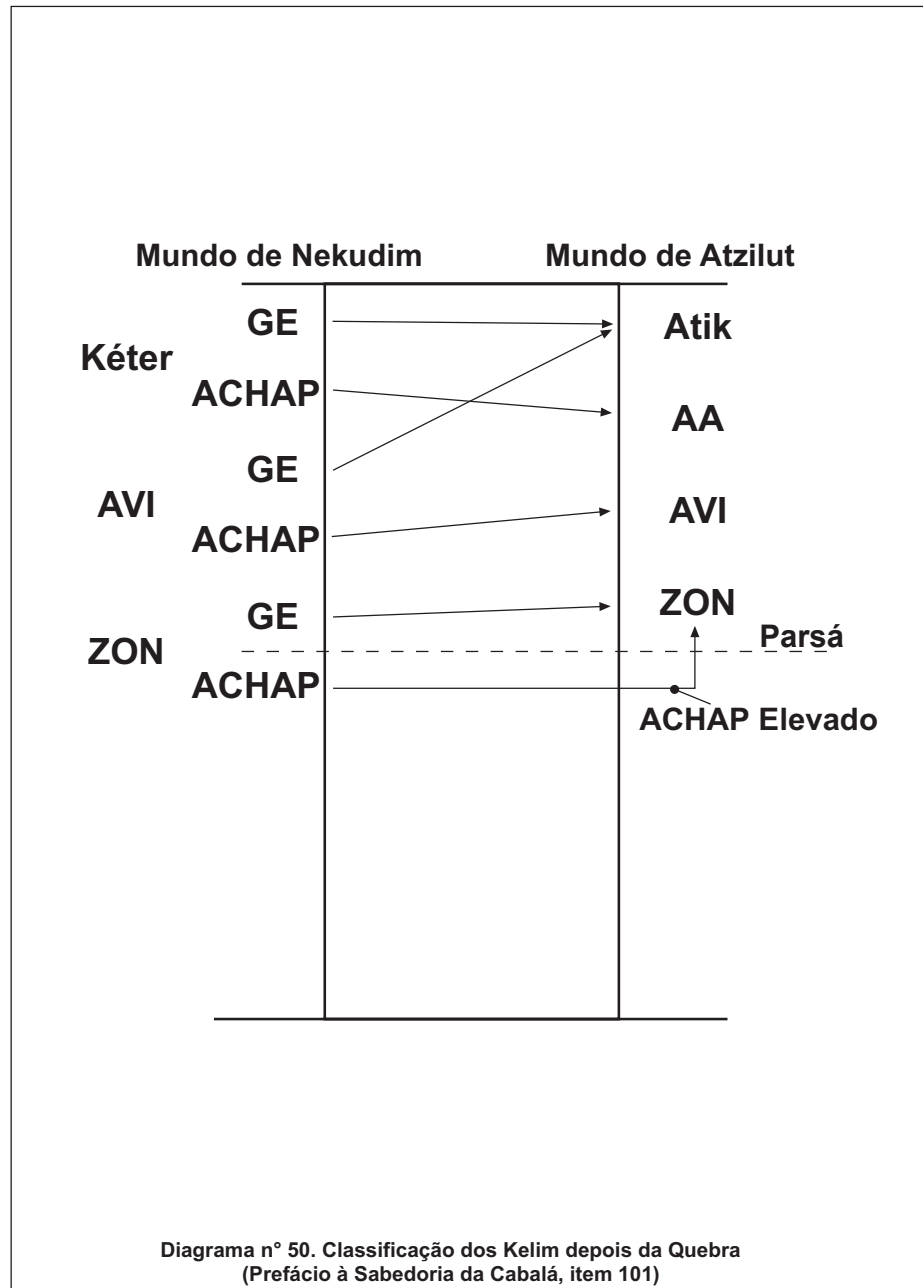 Mundo de Nekudim Mundo de Atzilut
GE Atik
Kéter
ACHAP AA
GE
AVI AVI
ACHAP
GE ZON
Parsá
ZON
ACHAP
ACHAP Elevado
Diagrama n° 50. Classificação dos Kelim depois da Quebra
(Prefácio à Sabedoria da Cabalá, item 101)